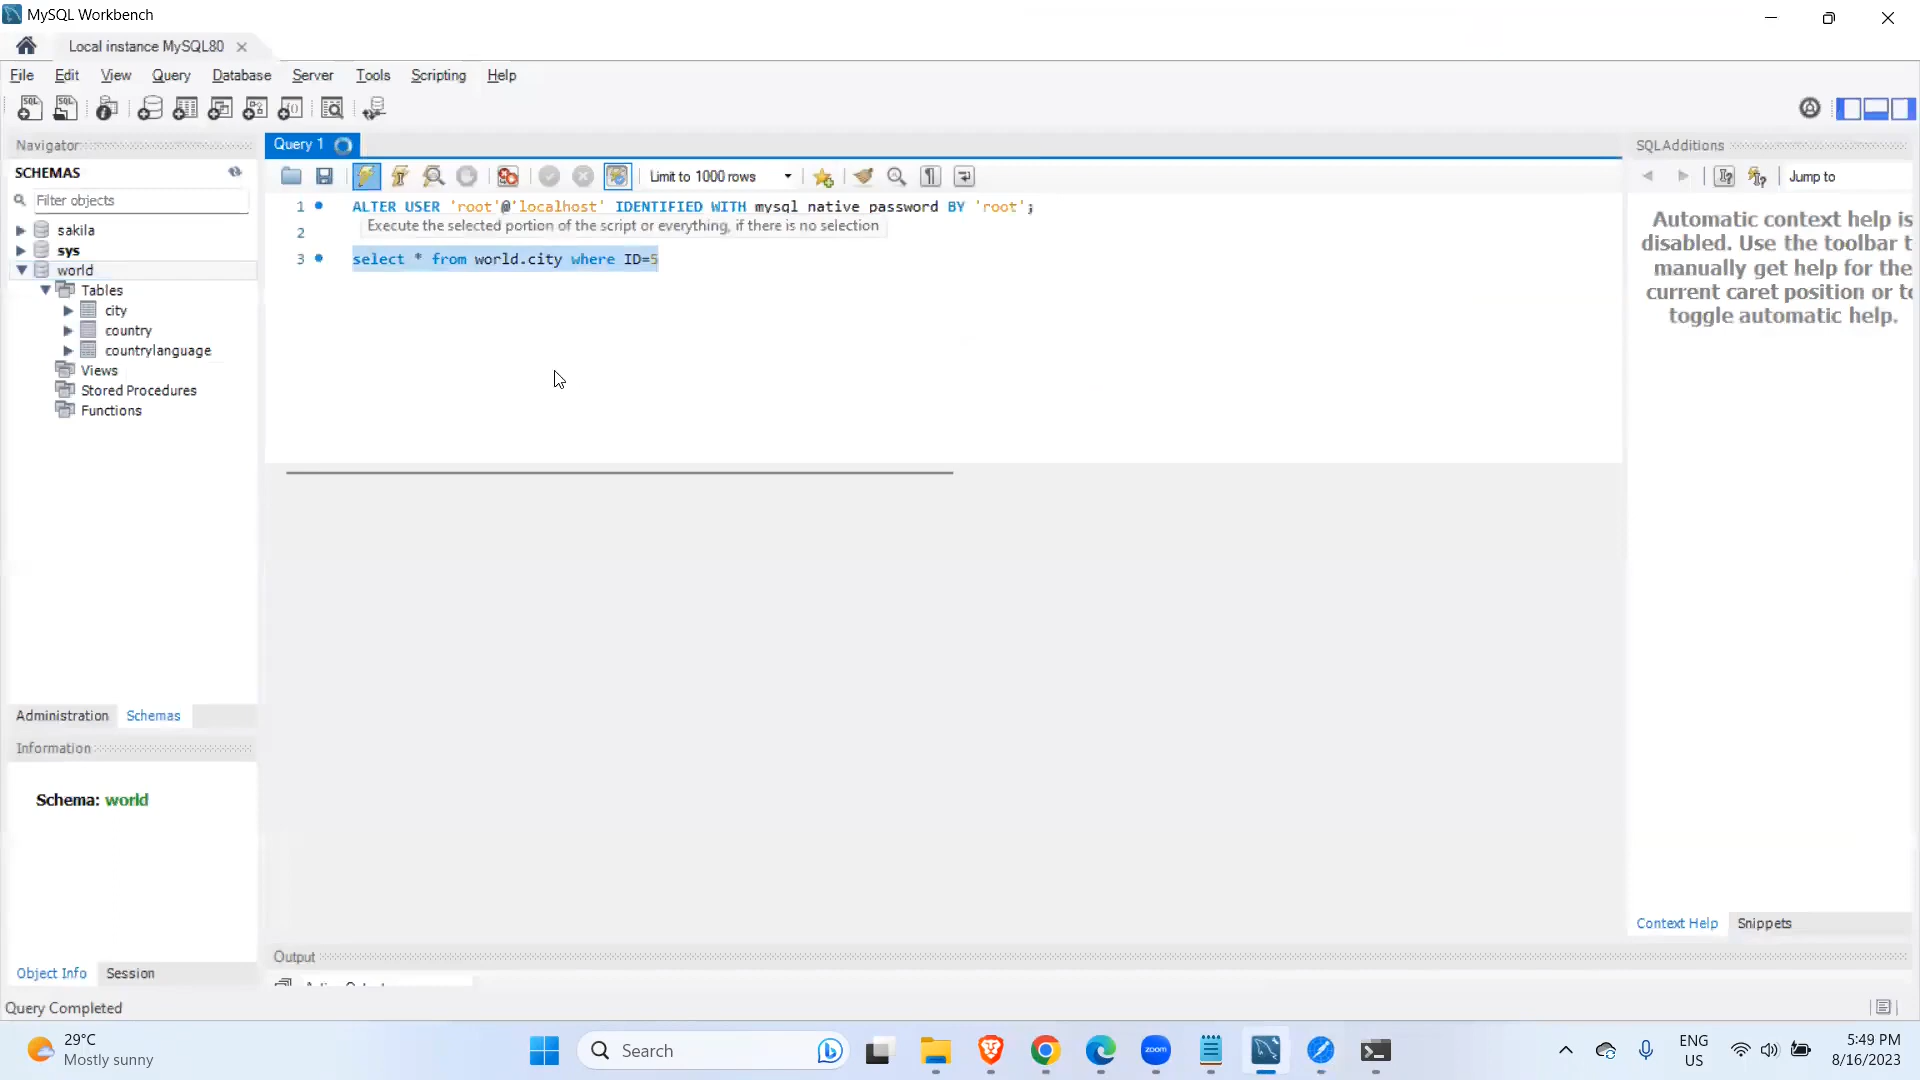 MySQL Workbench
Local instance MySQL80
File Edit View Query Database Server Tools Scripting Help
Navigator
SCHEMAS
Filter objects
sakila
sys
world
Tables
city
country
countrylanguage
Views
Stored Procedures
Functions
Administration Schemas
Information
Schema: world
Object Info Session
Query Completed
Query 1
Limit to 1000 rows
1 ALTER USER 'root'@'localhost' IDENTIFIED WITH mysql_native_password BY 'root';
Execute the selected portion of the script or everything, if there is no selection
2
3 select * from world.city where ID=5
Output
SQLAdditions
Jump to
Automatic context help is
disabled. Use the toolbar
manually get help for the
current caret position or
toggle automatic help.
Context Help Snippets
29°C
Mostly sunny
Search
zoom
ENG
US
5:49 PM
8/16/2023